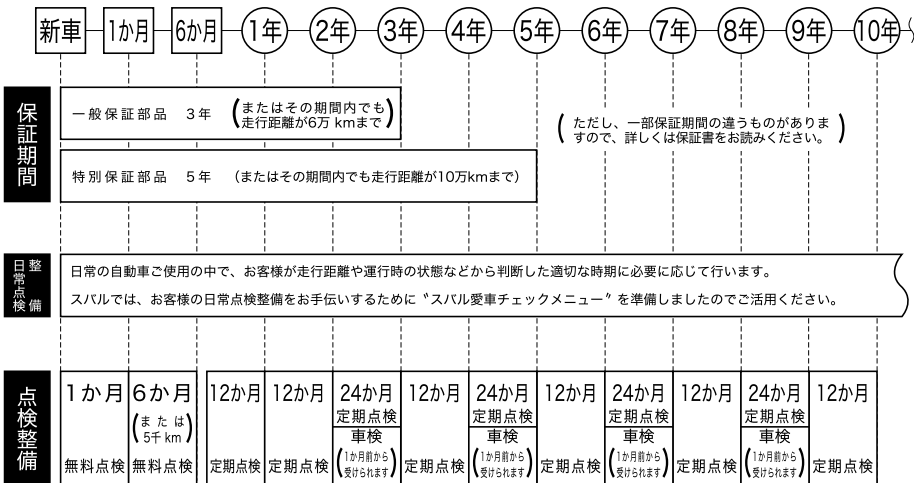 新車 1か月 6か月 1年 2年 3年 4年 5年 6年 7年 8年 9年 10年
保証期間
一般保証部品 3年 (またはその期間内でも
走行距離が6万 kmまで)
(ただし、一部保証期間の違うものがありま
すので、詳しくは保証書をお読みください。)
特別保証部品 5年 (またはその期間内でも走行距離が10万kmまで)
日常点検
整備
日常の自動車ご使用の中で、お客様が走行距離や運行時の状態などから判断した適切な時期に必要に応じて行います。
スバルでは、お客様の日常点検整備をお手伝いするために〝スバル愛車チェックメニュー〞を準備しましたのでご活用ください。
点検整備
1か月
無料点検
6か月
(または
5千km)
無料点検
12か月
定期点検
12か月
定期点検
24か月
定期点検
車検
(1か月前から
受けられます)
12か月
定期点検
24か月
定期点検
車検
(1か月前から
受けられます)
12か月
定期点検
24か月
定期点検
車検
(1か月前から
受けられます)
12か月
定期点検
24か月
定期点検
車検
(1か月前から
受けられます)
12か月
定期点検